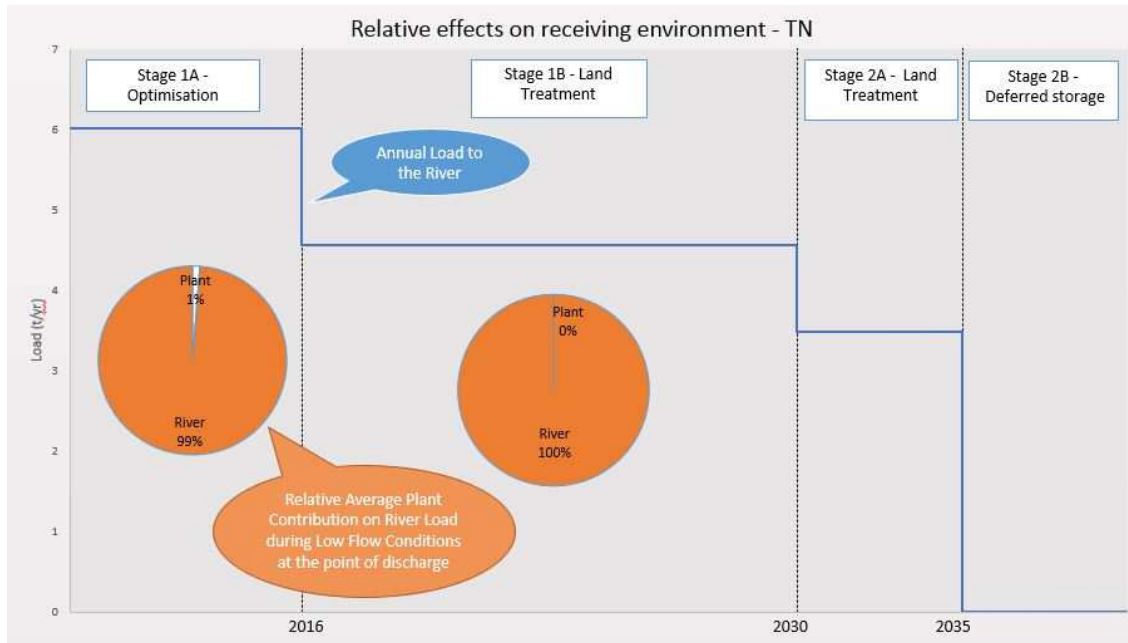 Relative effects on receiving environment - TN
7
6
5
4
3
2
1
0
Load (t/yr)
Stage 1A -
Optimisation
Stage 1B - Land
Treatment
Stage 2A - Land
Treatment
Stage 2B -
Deferred storage
Annual Load to
the River
Plant
1%
River
99%
Plant
0%
River
100%
Relative Average Plant
Contribution on River Load
during Low Flow Conditions
at the point of discharge
2016
2030
2035